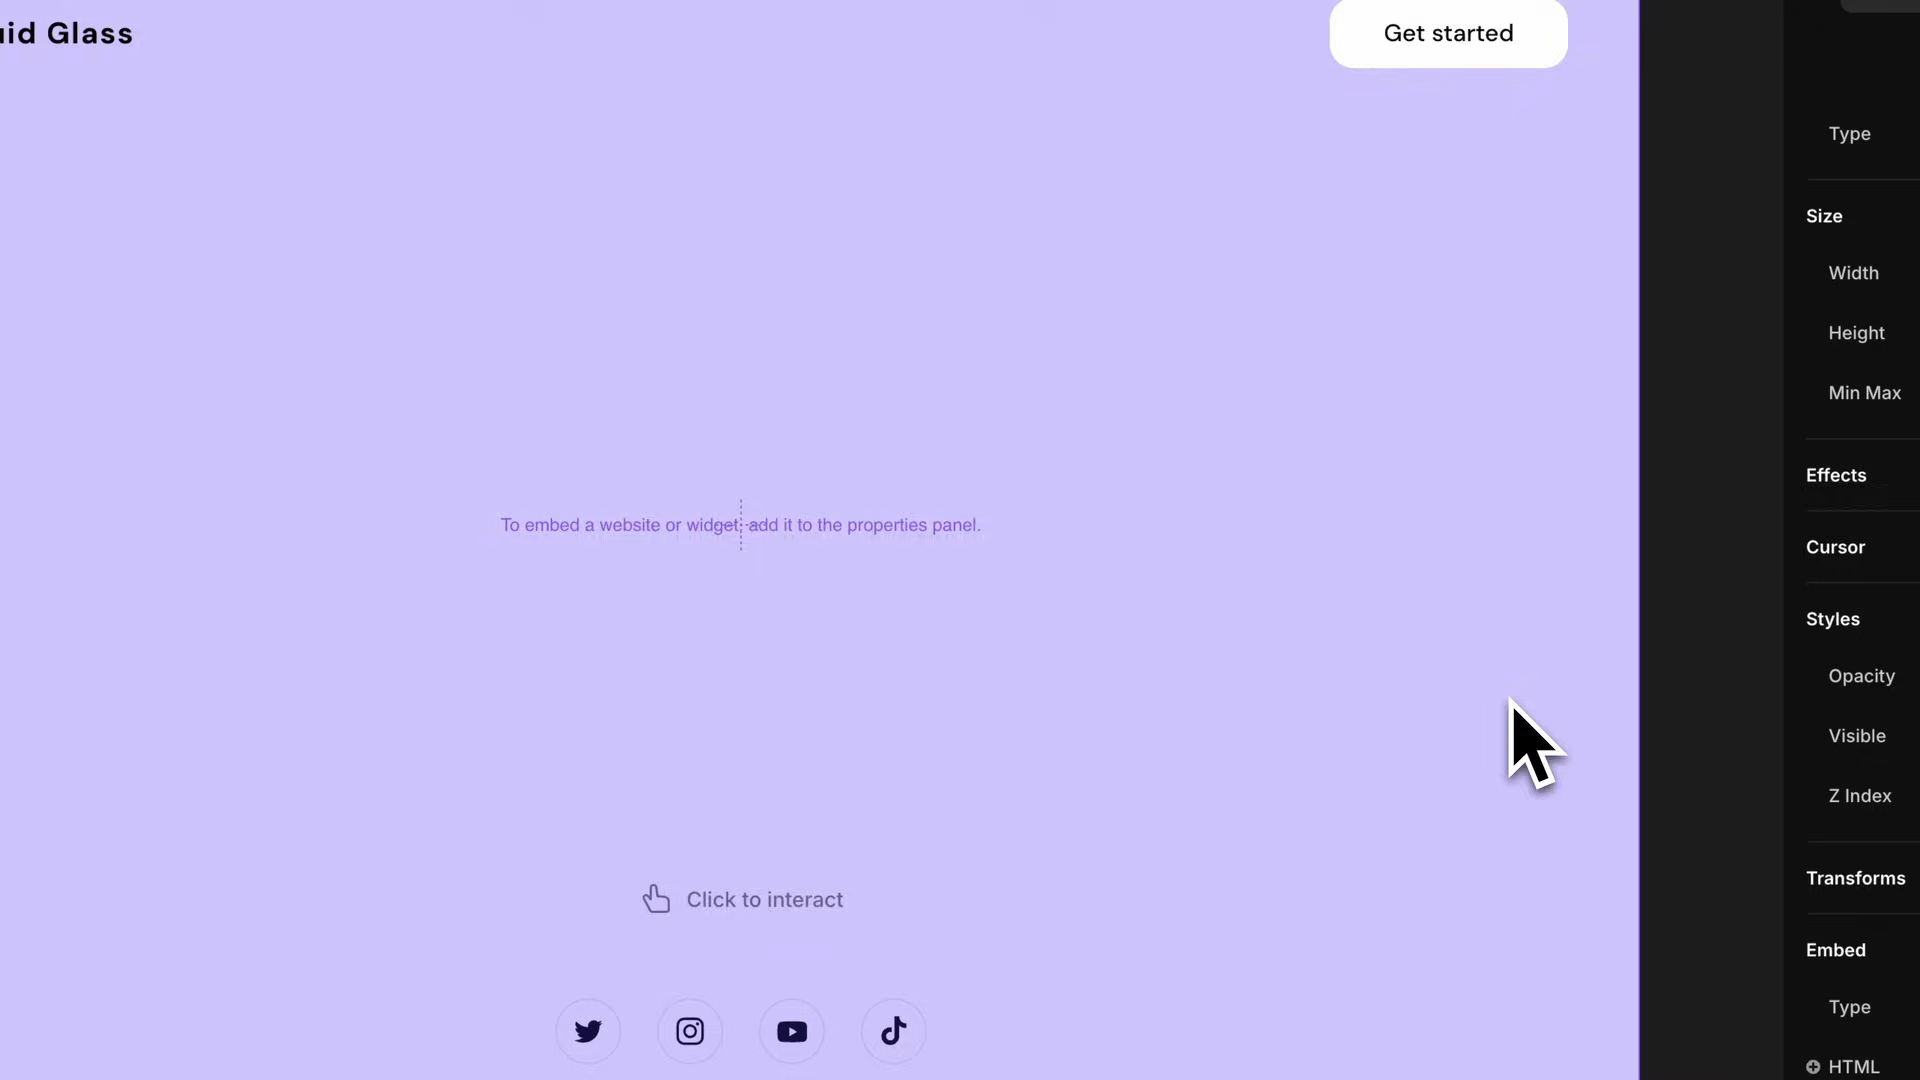 uid Glass
Get started
To embed a website or widget, add it to the properties panel.
Click to interact
Type
Size
Width
Height
Min Max
Effects
Cursor
Styles
Opacity
Visible
Z Index
Transforms
Embed
Type
HTML